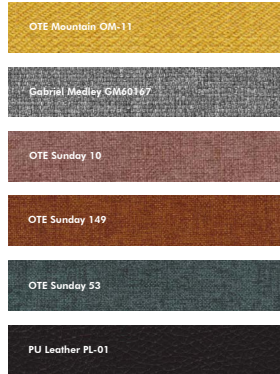 OTE Mountain OM-11
Gabriel Medley GM60167
OTE Sunday 10
OTE Sunday 149
OTE Sunday 53
PU Leather PL-01